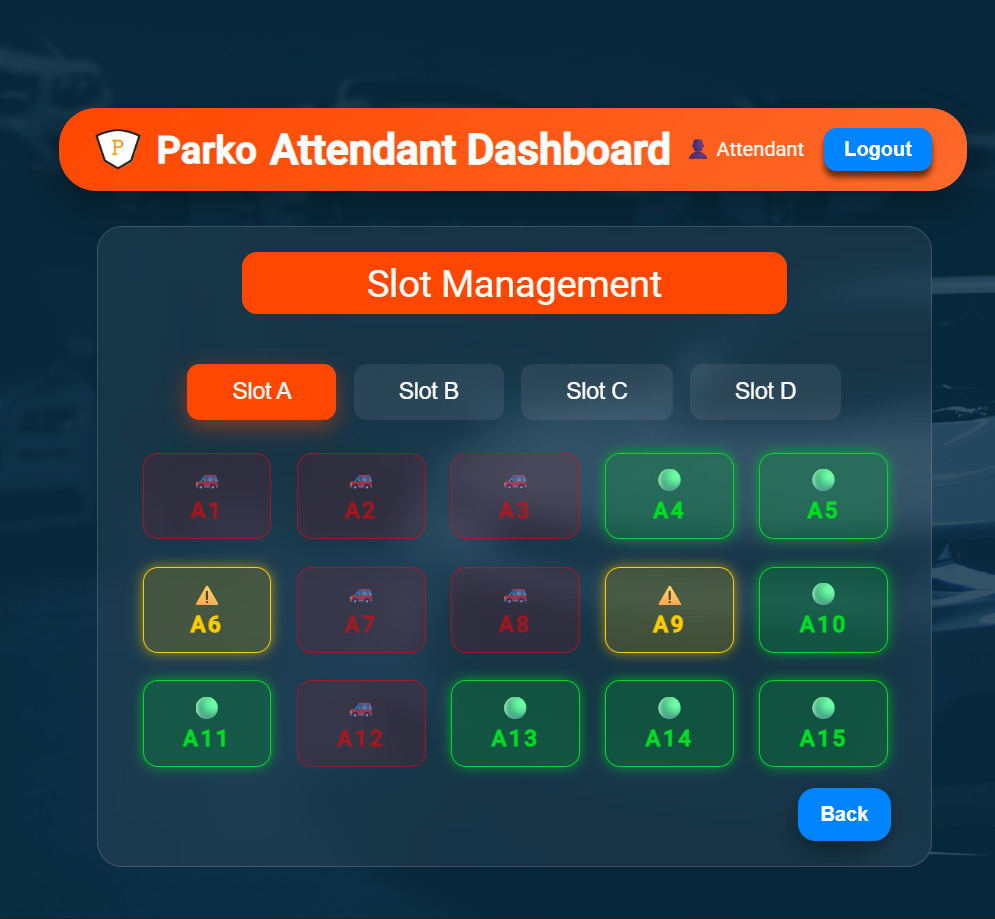 P Parko Attendant Dashboard 👤 Attendant Logout
Slot Management
Slot A Slot B Slot C Slot D
A1 A2 A3 A4 A5
A6 A7 A8 A9 A10
A11 A12 A13 A14 A15
Back